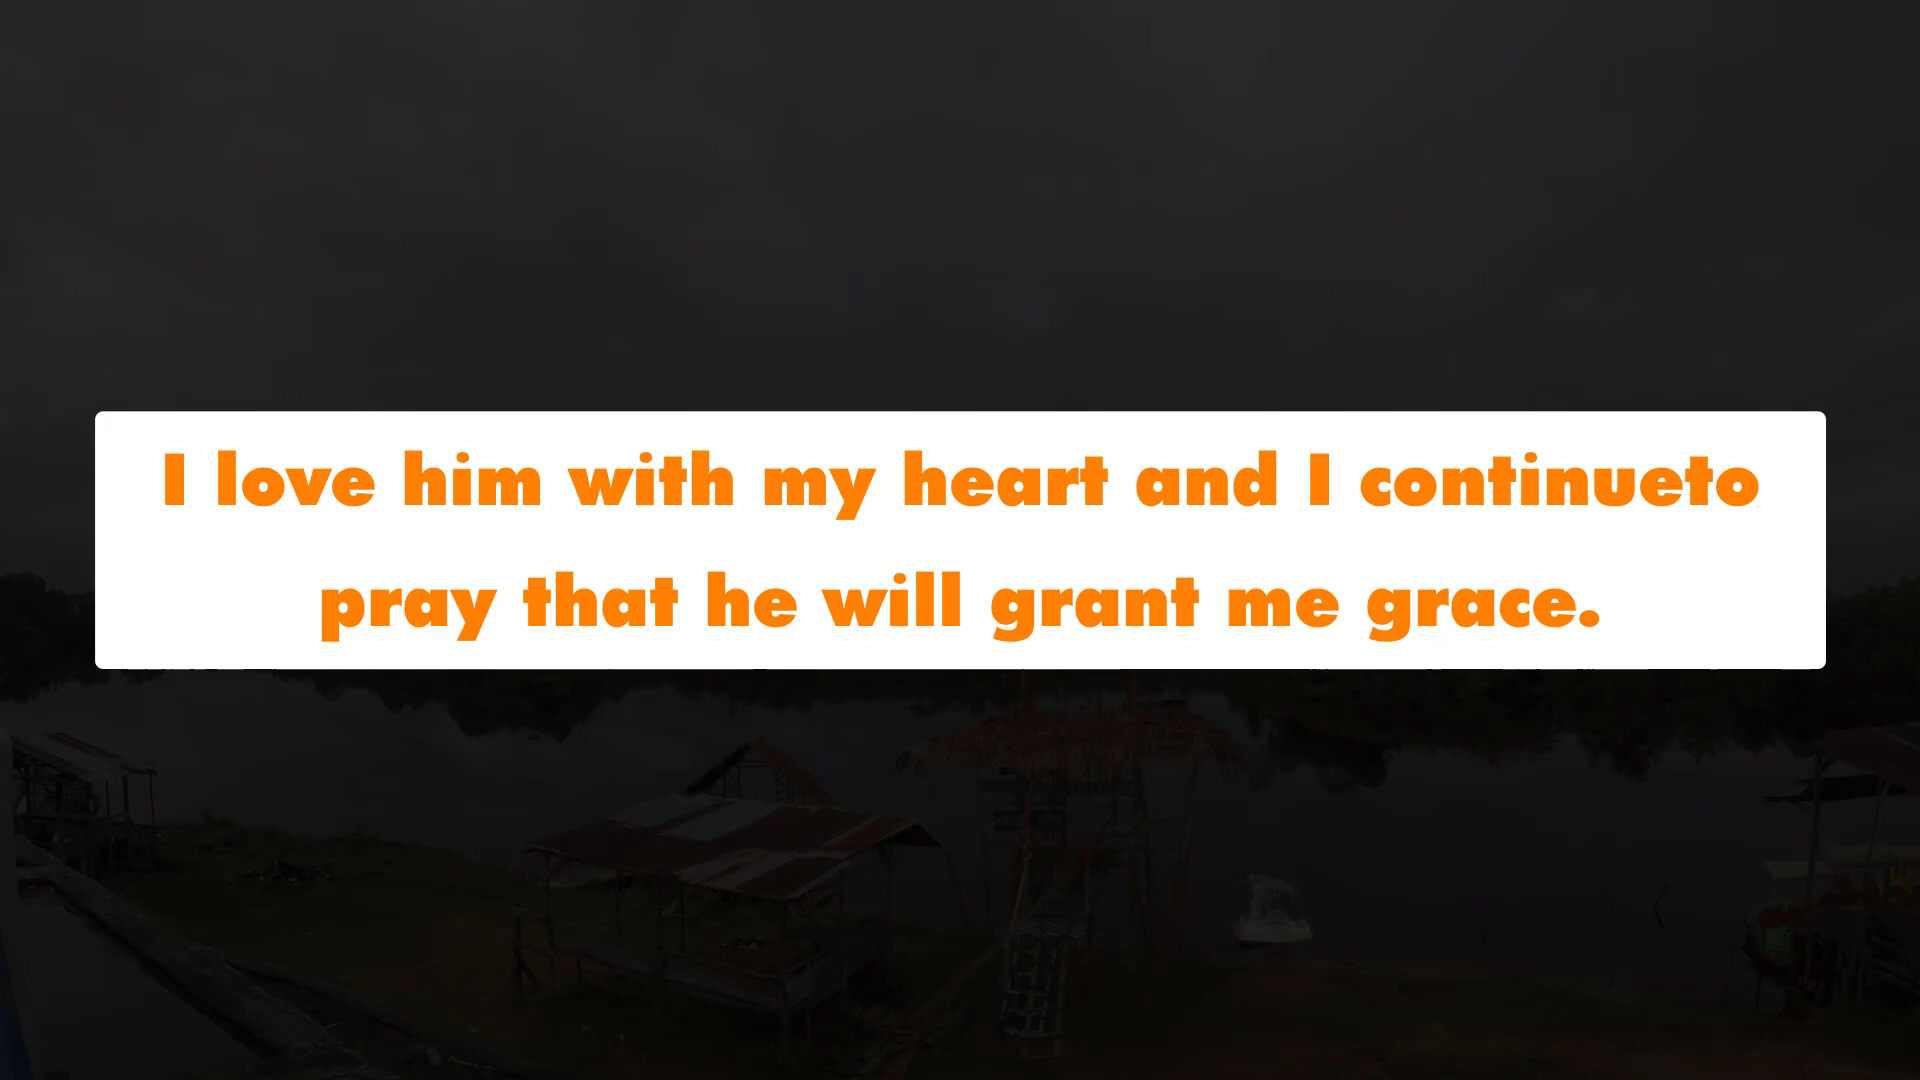 I love him with my heart and I continueto
pray that he will grant me grace.